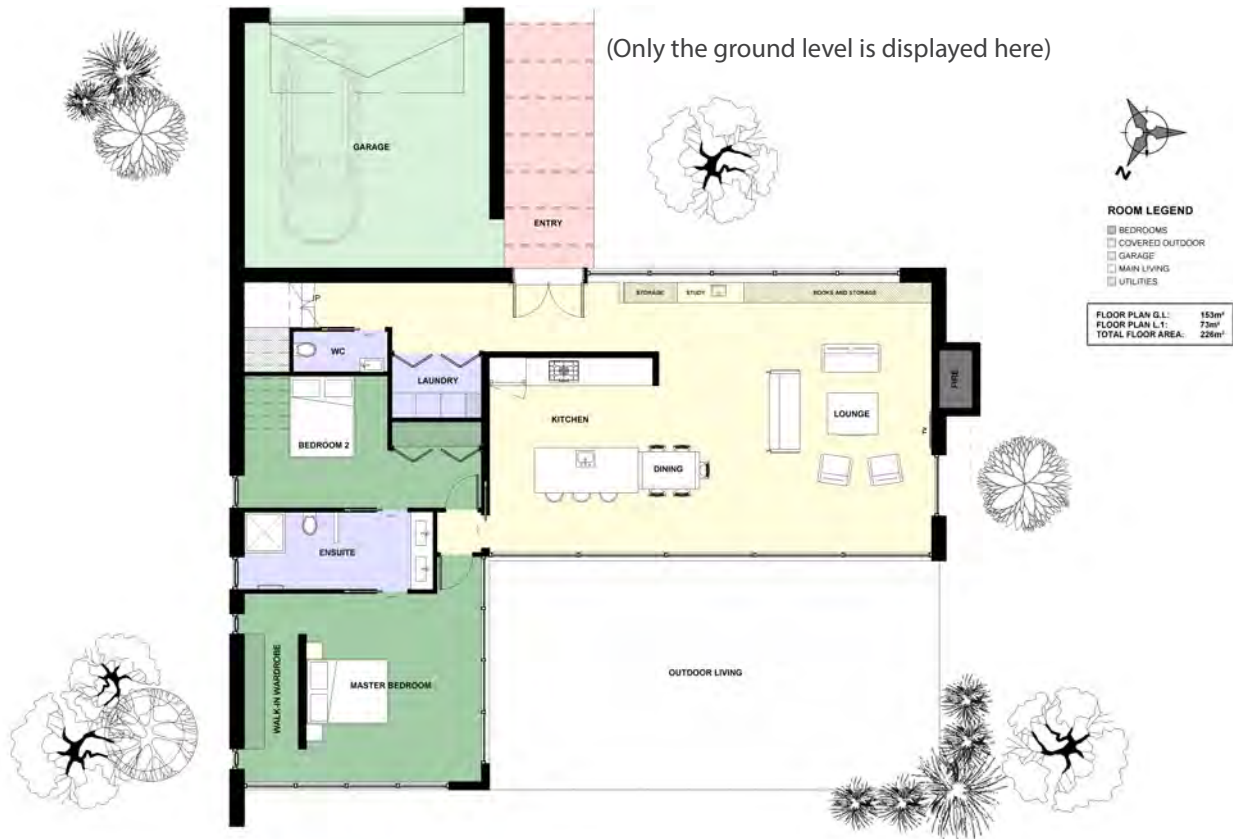 (Only the ground level is displayed here)
GARAGE
ENTRY
N
ROOM LEGEND
BEDROOMS
COVERED OUTDOOR
GARAGE
MAIN LIVING
UTILITIES
FLOOR PLAN G.L: 153m²
FLOOR PLAN L.1: 73m²
TOTAL FLOOR AREA: 226m²
STORAGE
STUDY
BOOKS AND STORAGE
UP
WC
LAUNDRY
FIRE
KITCHEN
LOUNGE
TV
BEDROOM 2
DINING
ENSUITE
WALK-IN WARDROBE
MASTER BEDROOM
OUTDOOR LIVING